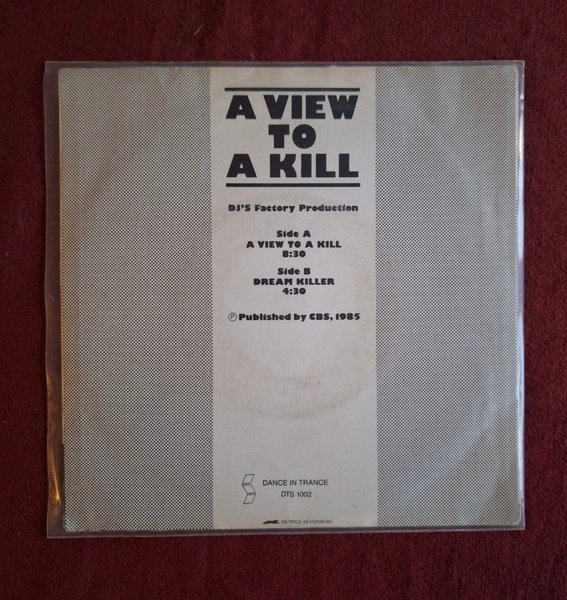 A VIEW
TO
A KILL
DJ'S Factory Production
Side A
A VIEW TO A KILL
8:30
Side B
DREAM KILLER
4:30
Ⓟ Published by CBS, 1985
DANCE IN TRANCE
DTS 1002